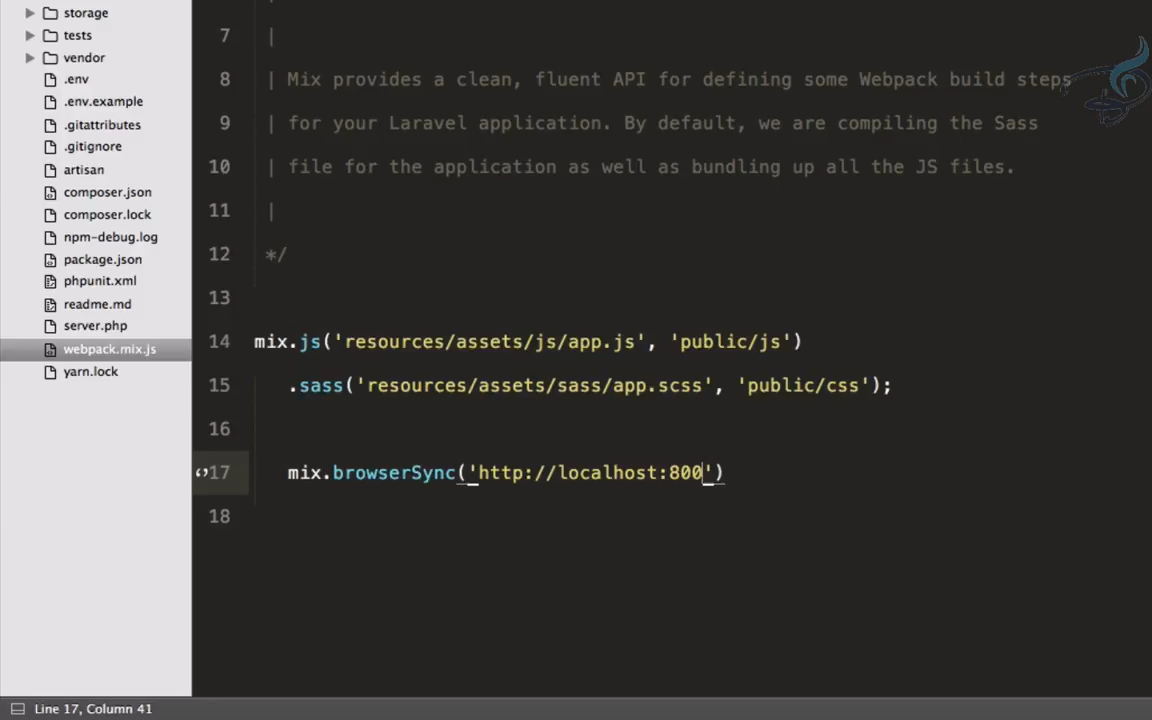 storage
tests
vendor
.env
.env.example
.gitattributes
.gitignore
artisan
composer.json
composer.lock
npm-debug.log
package.json
phpunit.xml
readme.md
server.php
webpack.mix.js
yarn.lock
7 |
8 | Mix provides a clean, fluent API for defining some Webpack build steps
9 | for your Laravel application. By default, we are compiling the Sass
10 | file for the application as well as bundling up all the JS files.
11 |
12 */
13
14 mix.js('resources/assets/js/app.js', 'public/js')
15 .sass('resources/assets/sass/app.scss', 'public/css');
16
17 mix.browserSync('http://localhost:800')
18
Line 17, Column 41